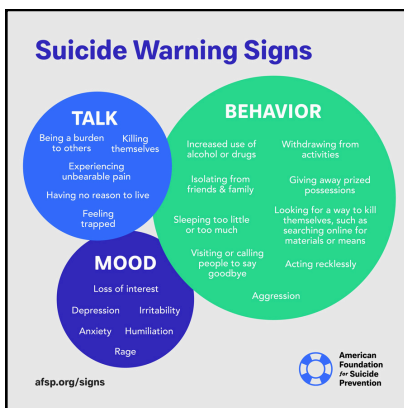 Suicide Warning Signs
TALK
Being a burden
to others
Killing
themselves
Experiencing
unbearable pain
Having no reason to live
Feeling
trapped
BEHAVIOR
Increased use of
alcohol or drugs
Withdrawing from
activities
Isolating from
friends & family
Giving away prized
possessions
Sleeping too little
or too much
Looking for a way to kill
themselves, such as
searching online for
materials or means
Visiting or calling
people to say
goodbye
Acting recklessly
Aggression
MOOD
Loss of interest
Depression
Irritability
Anxiety
Humiliation
Rage
afsp.org/signs
American
Foundation
for Suicide
Prevention